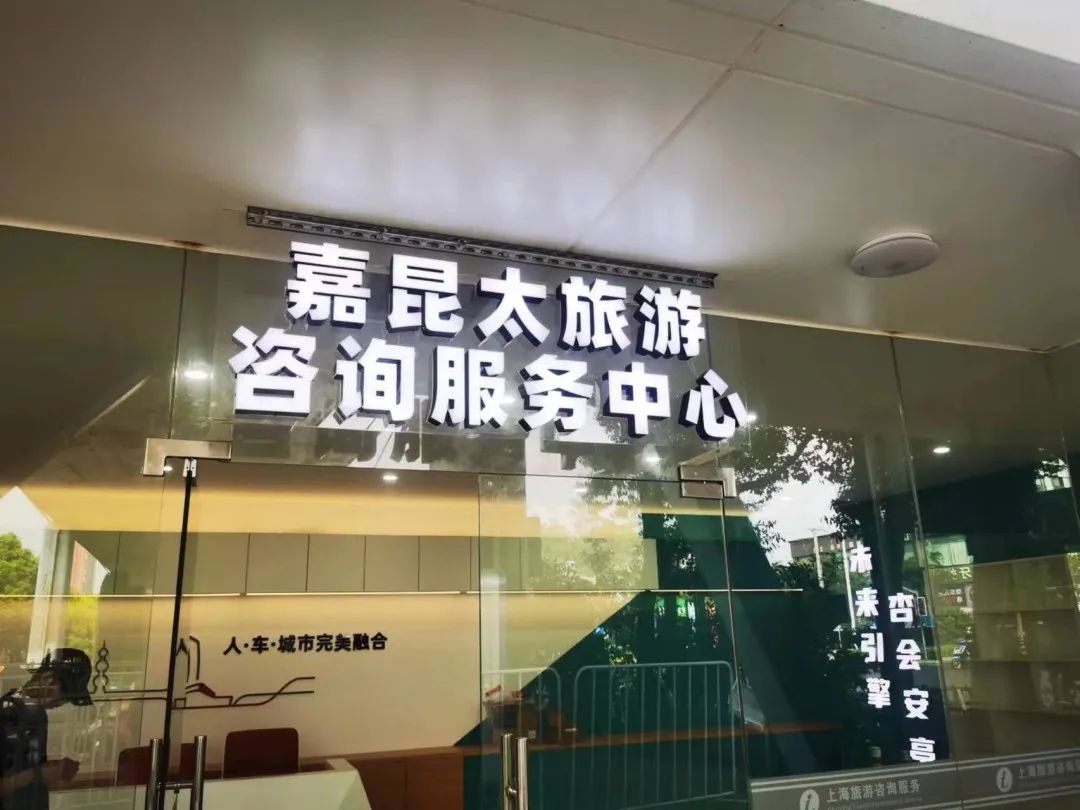 嘉昆太旅游
咨询服务中心
人·车·城市完美融合
未来引擎
杏会安亭
上海旅游咨询服务
上海旅游咨询服